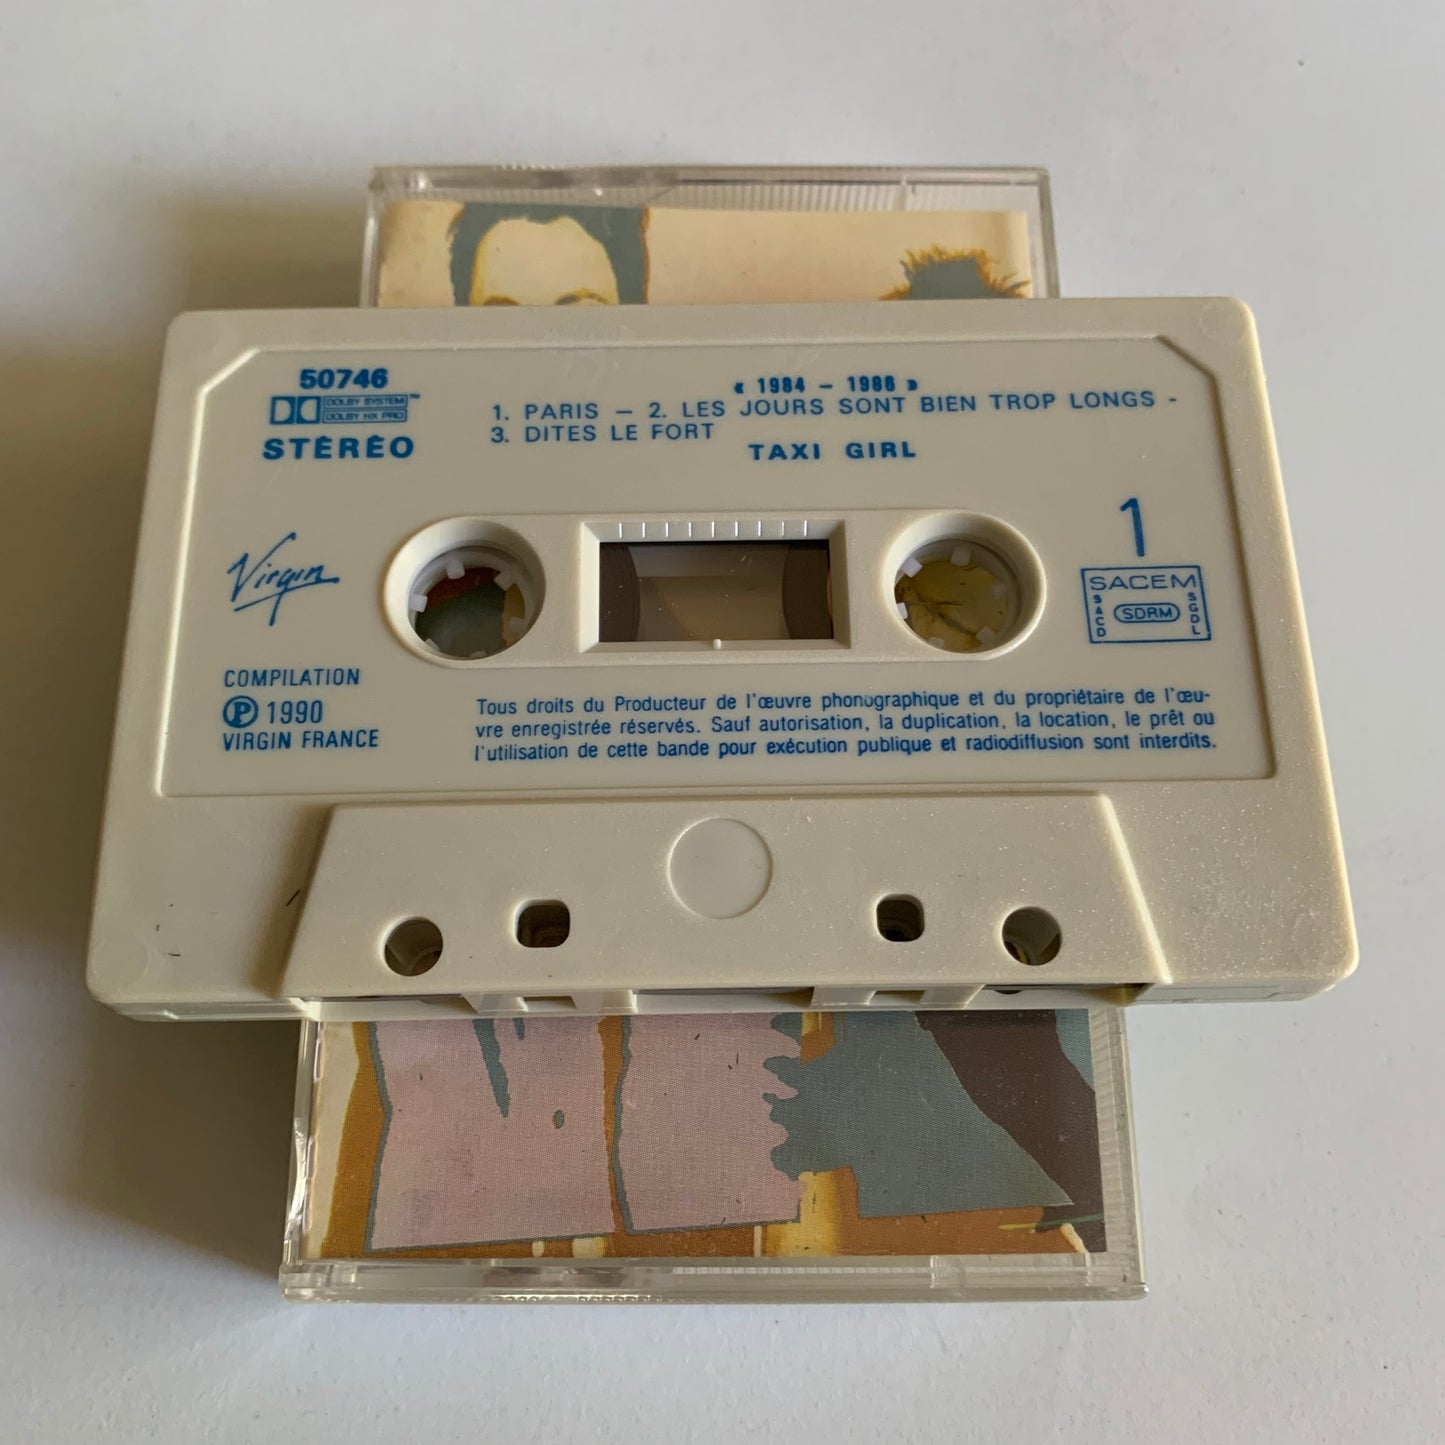 50746
DOLBY SYSTEM™
DOLBY HX PRO
STÉRÉO
« 1984 – 1986 »
1. PARIS – 2. LES JOURS SONT BIEN TROP LONGS -
3. DITES LE FORT
TAXI GIRL
Virgin
1
SACEM
SACD
SDRM
SGDL
COMPILATION
Ⓟ 1990
VIRGIN FRANCE
Tous droits du Producteur de l'œuvre phonographique et du propriétaire de l'œu-
vre enregistrée réservés. Sauf autorisation, la duplication, la location, le prêt ou
l'utilisation de cette bande pour exécution publique et radiodiffusion sont interdits.